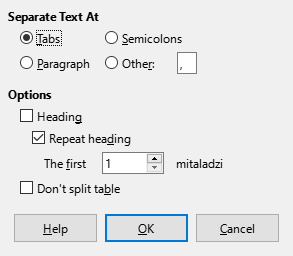 Separate Text At
Tabs Semicolons
Paragraph Other: ,
Options
Heading
Repeat heading
The first 1 mitaladzi
Don't split table
Help OK Cancel